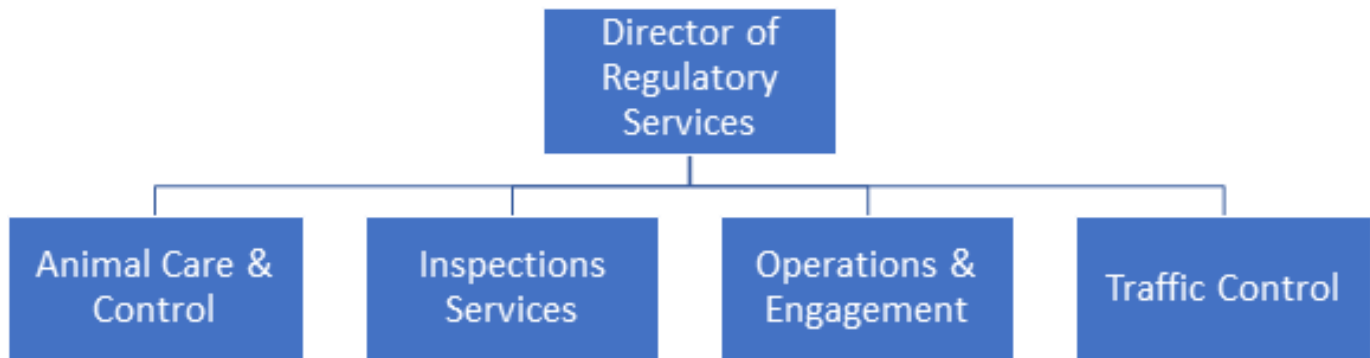 Director of
Regulatory
Services
Animal Care &
Control
Inspections
Services
Operations &
Engagement
Traffic Control